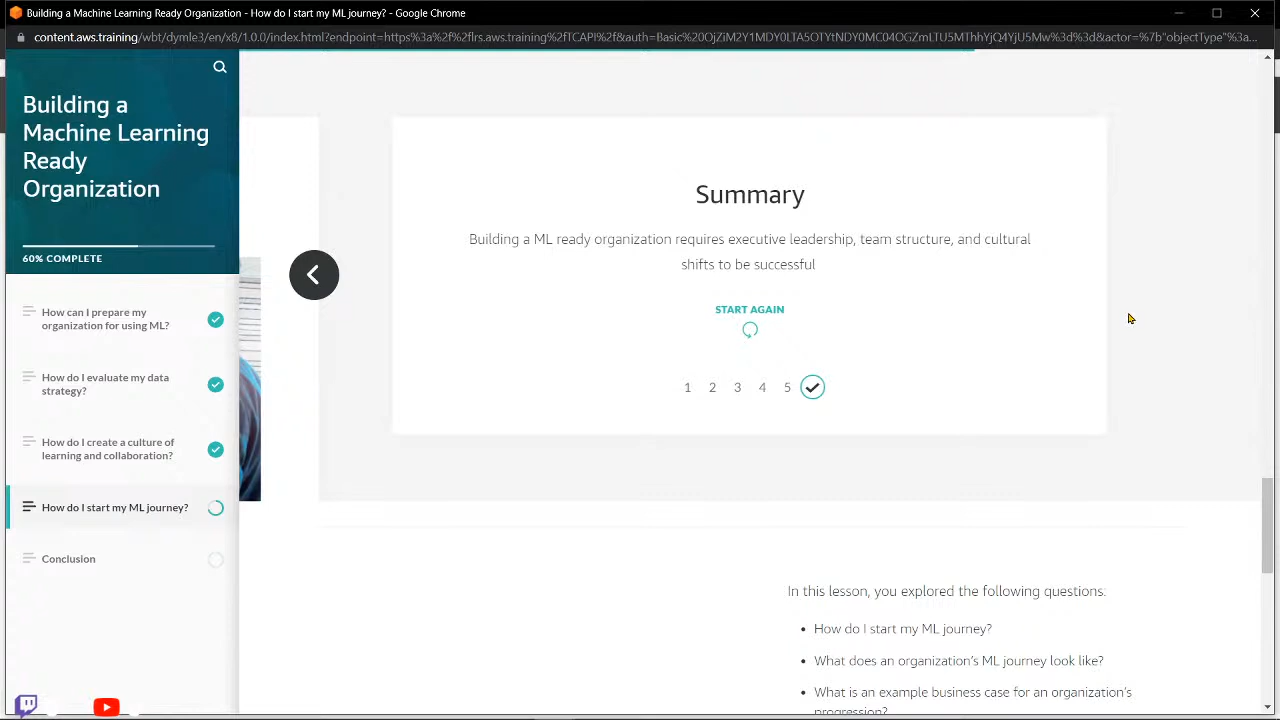 Building a Machine Learning Ready Organization - How do I start my ML journey? - Google Chrome
Building a
Machine Learning
Ready
Organization
60% COMPLETE
How can I prepare my
organization for using ML?
How do I evaluate my data
strategy?
How do I create a culture of
learning and collaboration?
How do I start my ML journey?
Conclusion
Summary
Building a ML ready organization requires executive leadership, team structure, and cultural
shifts to be successful
START AGAIN
1 2 3 4 5
In this lesson, you explored the following questions:
• How do I start my ML journey?
• What does an organization's ML journey look like?
• What is an example business case for an organization's
progression?